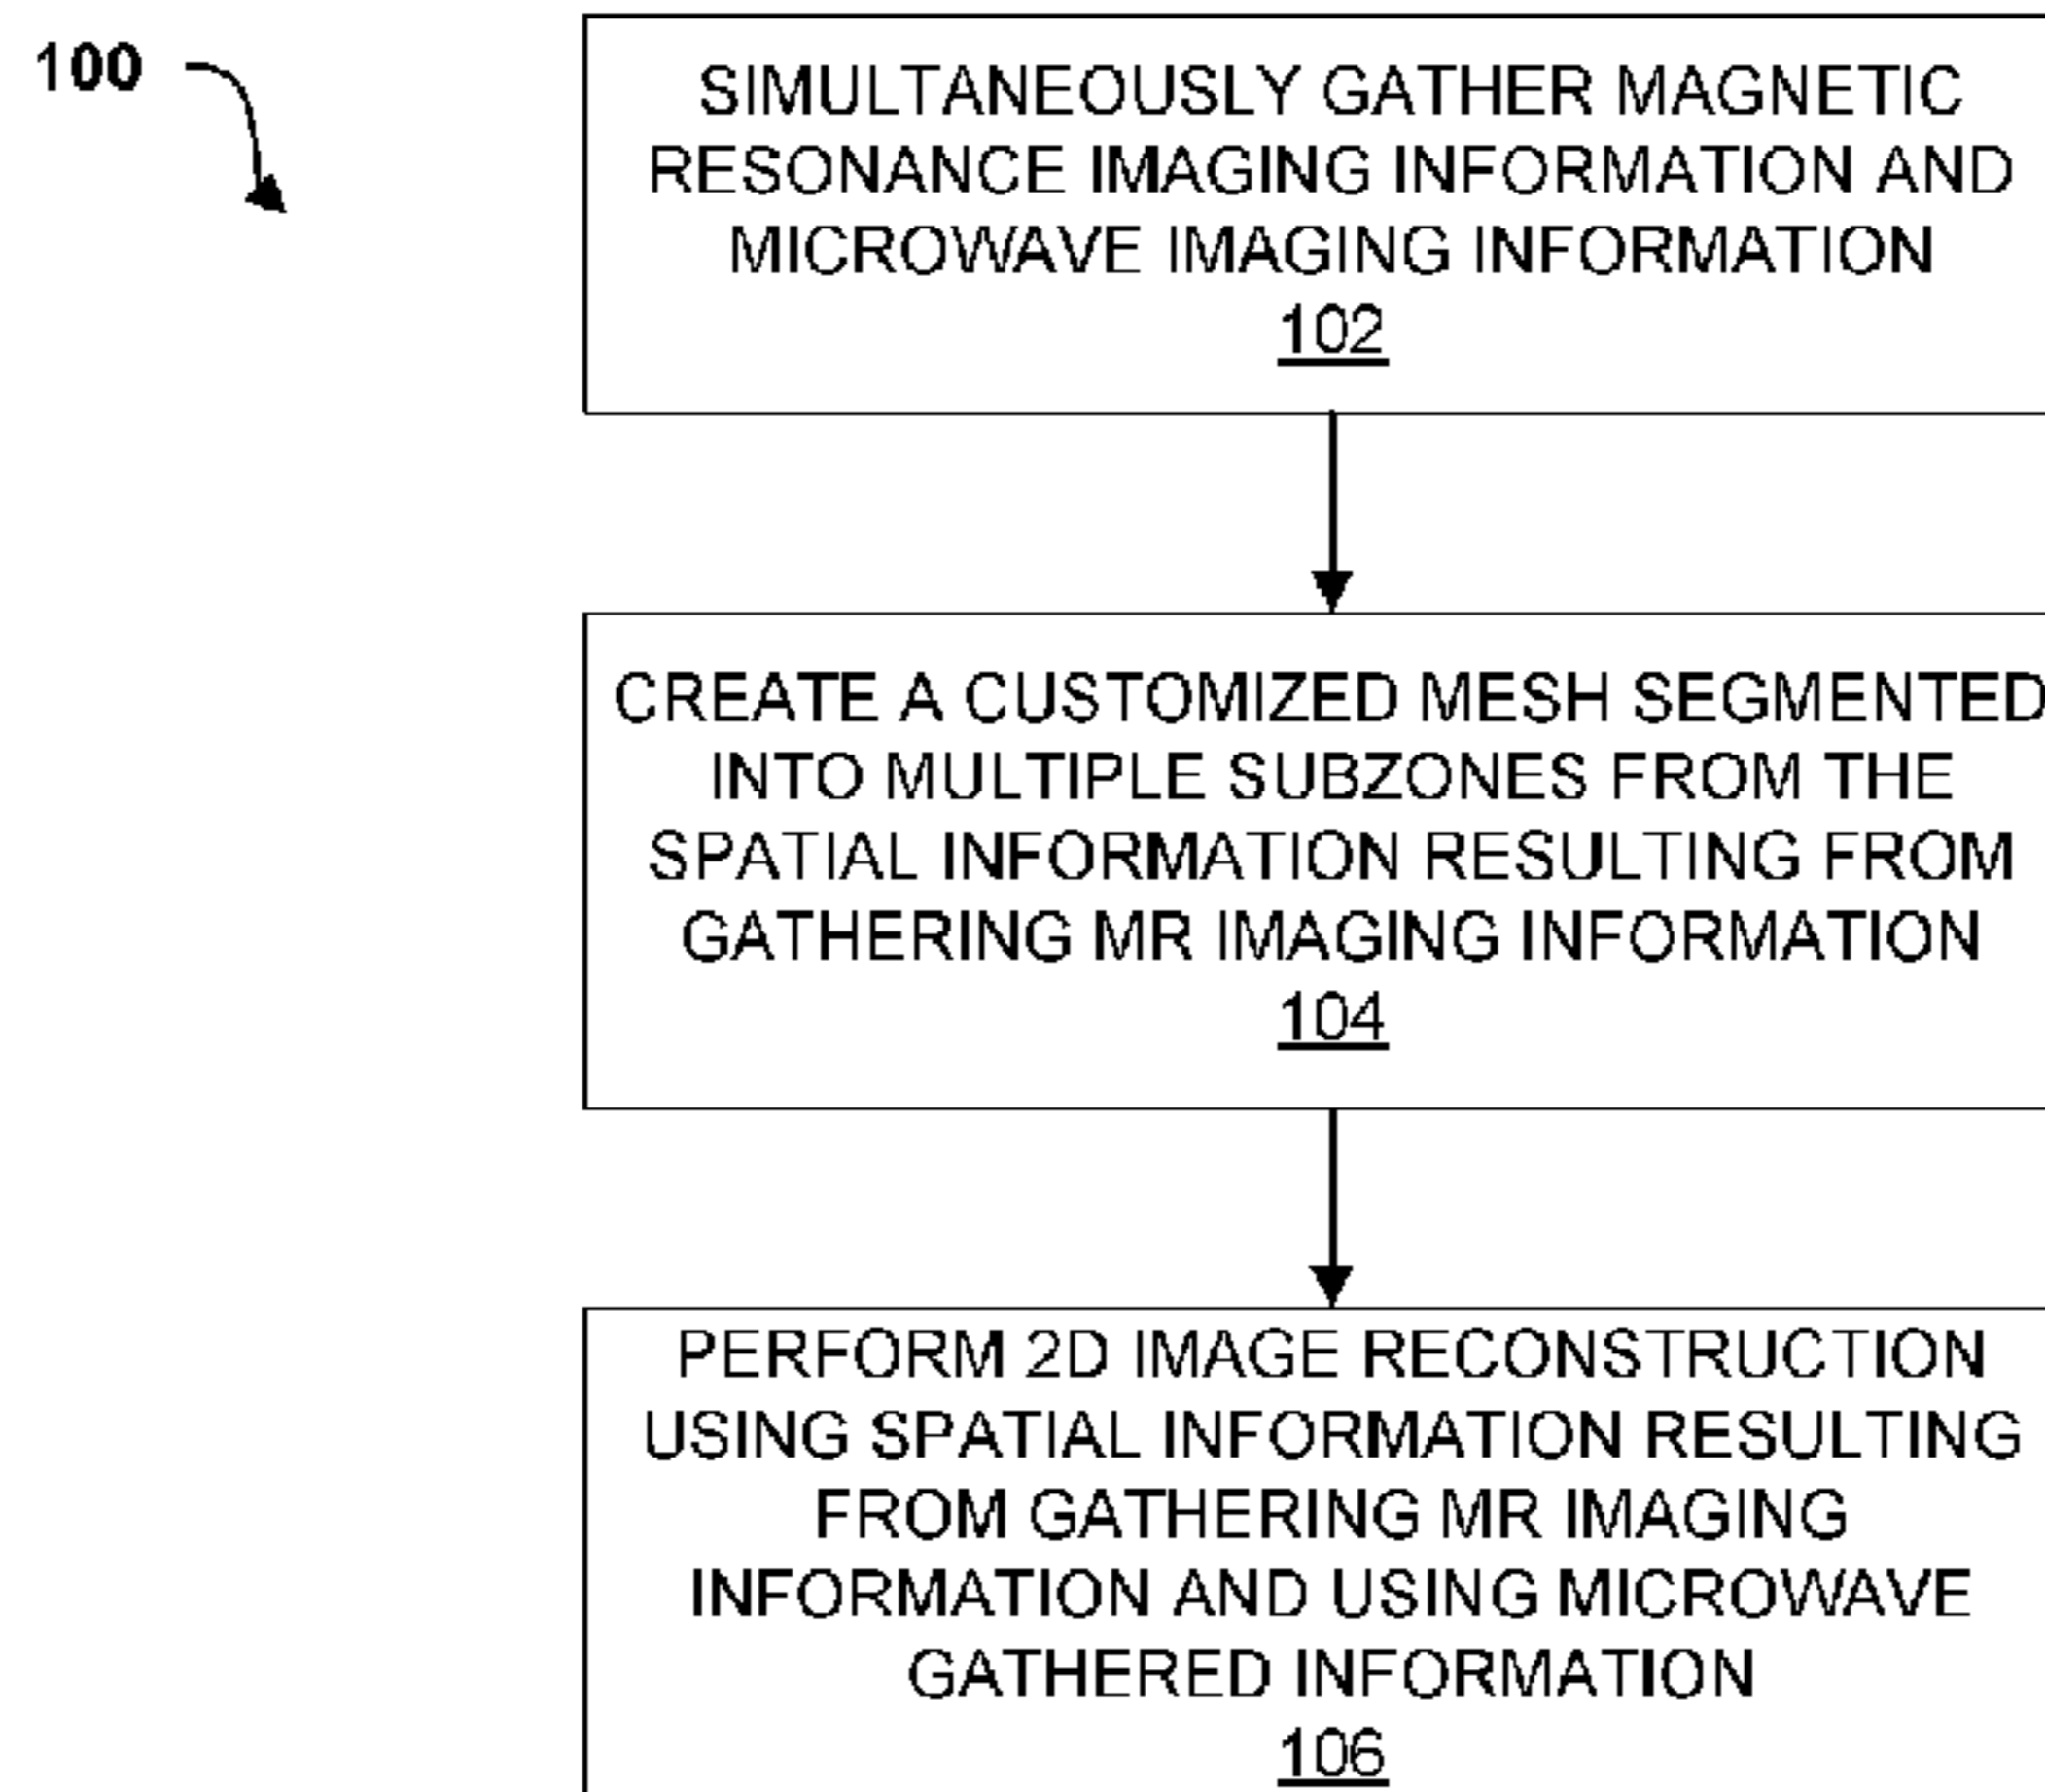 100
SIMULTANEOUSLY GATHER MAGNETIC
RESONANCE IMAGING INFORMATION AND
MICROWAVE IMAGING INFORMATION
102
CREATE A CUSTOMIZED MESH SEGMENTED
INTO MULTIPLE SUBZONES FROM THE
SPATIAL INFORMATION RESULTING FROM
GATHERING MR IMAGING INFORMATION
104
PERFORM 2D IMAGE RECONSTRUCTION
USING SPATIAL INFORMATION RESULTING
FROM GATHERING MR IMAGING
INFORMATION AND USING MICROWAVE
GATHERED INFORMATION
106